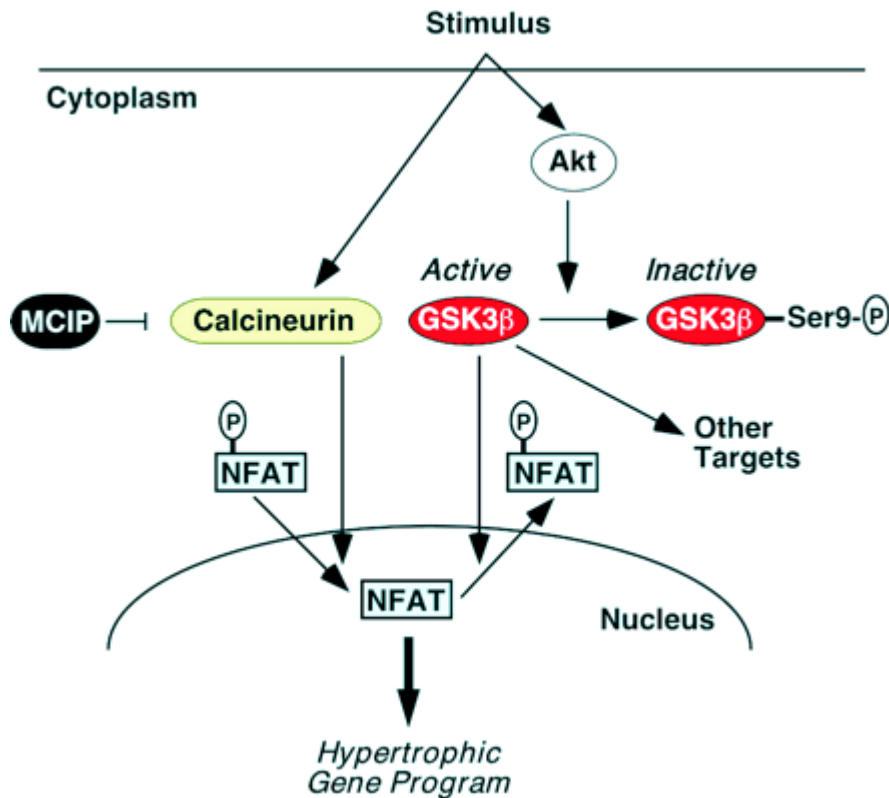 Stimulus
Cytoplasm
Akt
Active
Inactive
MCIP
Calcineurin
GSK3β
GSK3β
Ser9-P
P
NFAT
P
NFAT
Other
Targets
NFAT
Nucleus
Hypertrophic
Gene Program